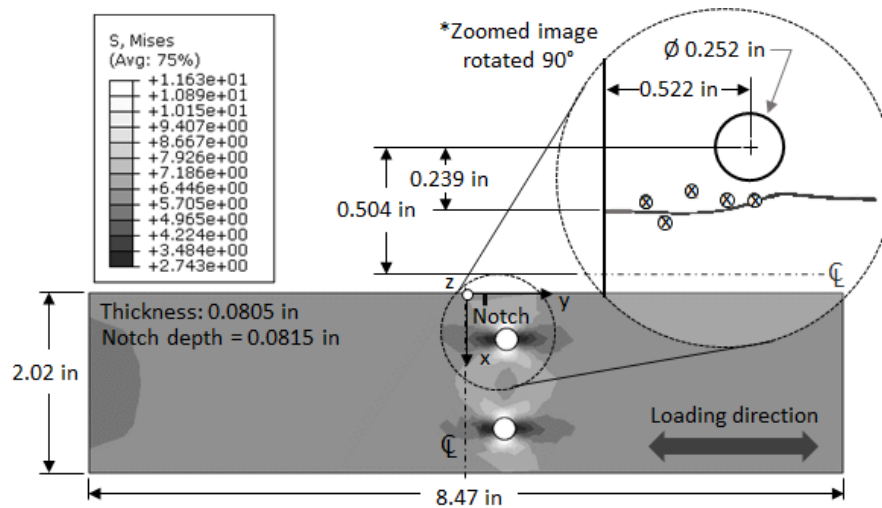 S, Mises
(Avg: 75%)
+1.163e+01
+1.089e+01
+1.015e+01
+9.407e+00
+8.667e+00
+7.926e+00
+7.186e+00
+6.446e+00
+5.705e+00
+4.965e+00
+4.224e+00
+3.484e+00
+2.743e+00
*Zoomed image
rotated 90°
Ø 0.252 in
0.522 in
0.239 in
0.504 in
℄
Thickness: 0.0805 in
Notch depth = 0.0815 in
z
y
Notch
x
2.02 in
℄
Loading direction
8.47 in